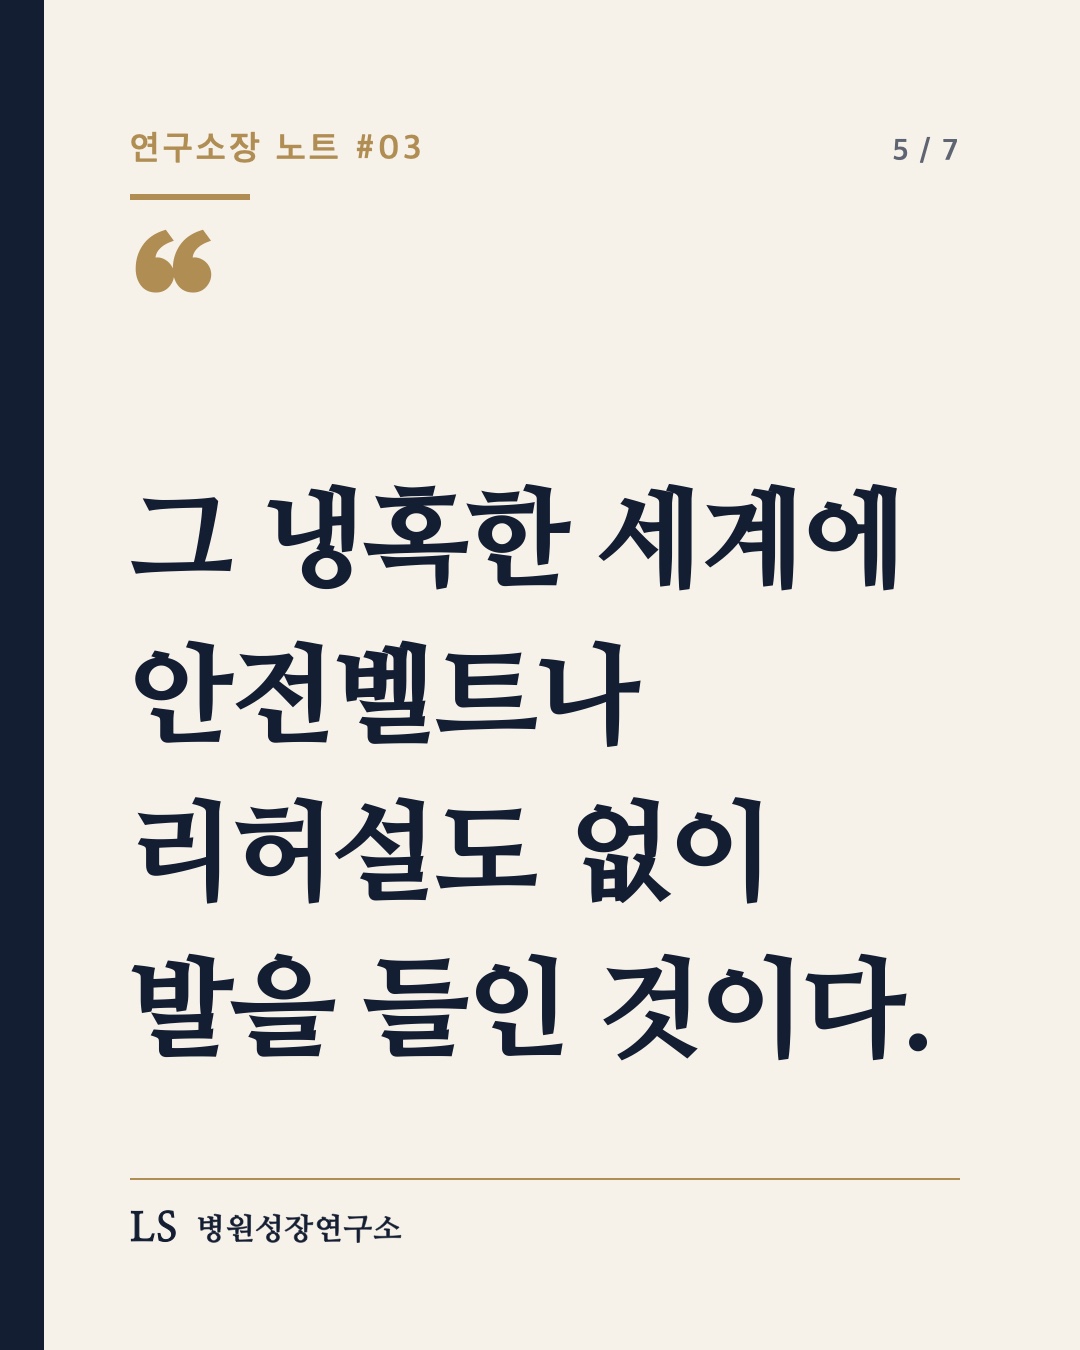 연구소장 노트 #03
5 / 7
“
그 냉혹한 세계에
안전벨트나
리허설도 없이
발을 들인 것이다.
LS 병원성장연구소